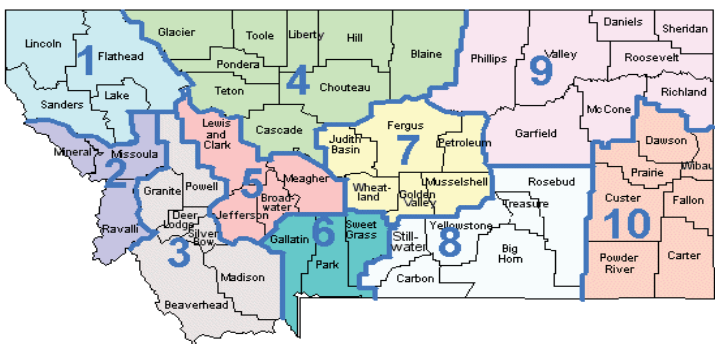 Lincoln
Flathead
1
Sanders
Lake
Glacier
Toole
Liberty
Hill
Blaine
Pondera
4
Teton
Chouteau
Cascade
Phillips
Valley
Daniels
Sheridan
Roosevelt
9
Richland
McCone
Garfield
Mineral
Missoula
2
Ravalli
Granite
Powell
Deer
Lodge
Silver
Bow
3
Beaverhead
Madison
Lewis
and
Clark
5
Meagher
Broad-
water
Jefferson
Gallatin
6
Sweet
Grass
Park
Judith
Basin
Fergus
7
Petroleum
Wheat-
land
Golden
Valley
Musselshell
Still-
water
Yellowstone
8
Rosebud
Treasure
Big
Horn
Carbon
Dawson
Wibau
Prairie
Custer
Fallon
10
Powder
River
Carter